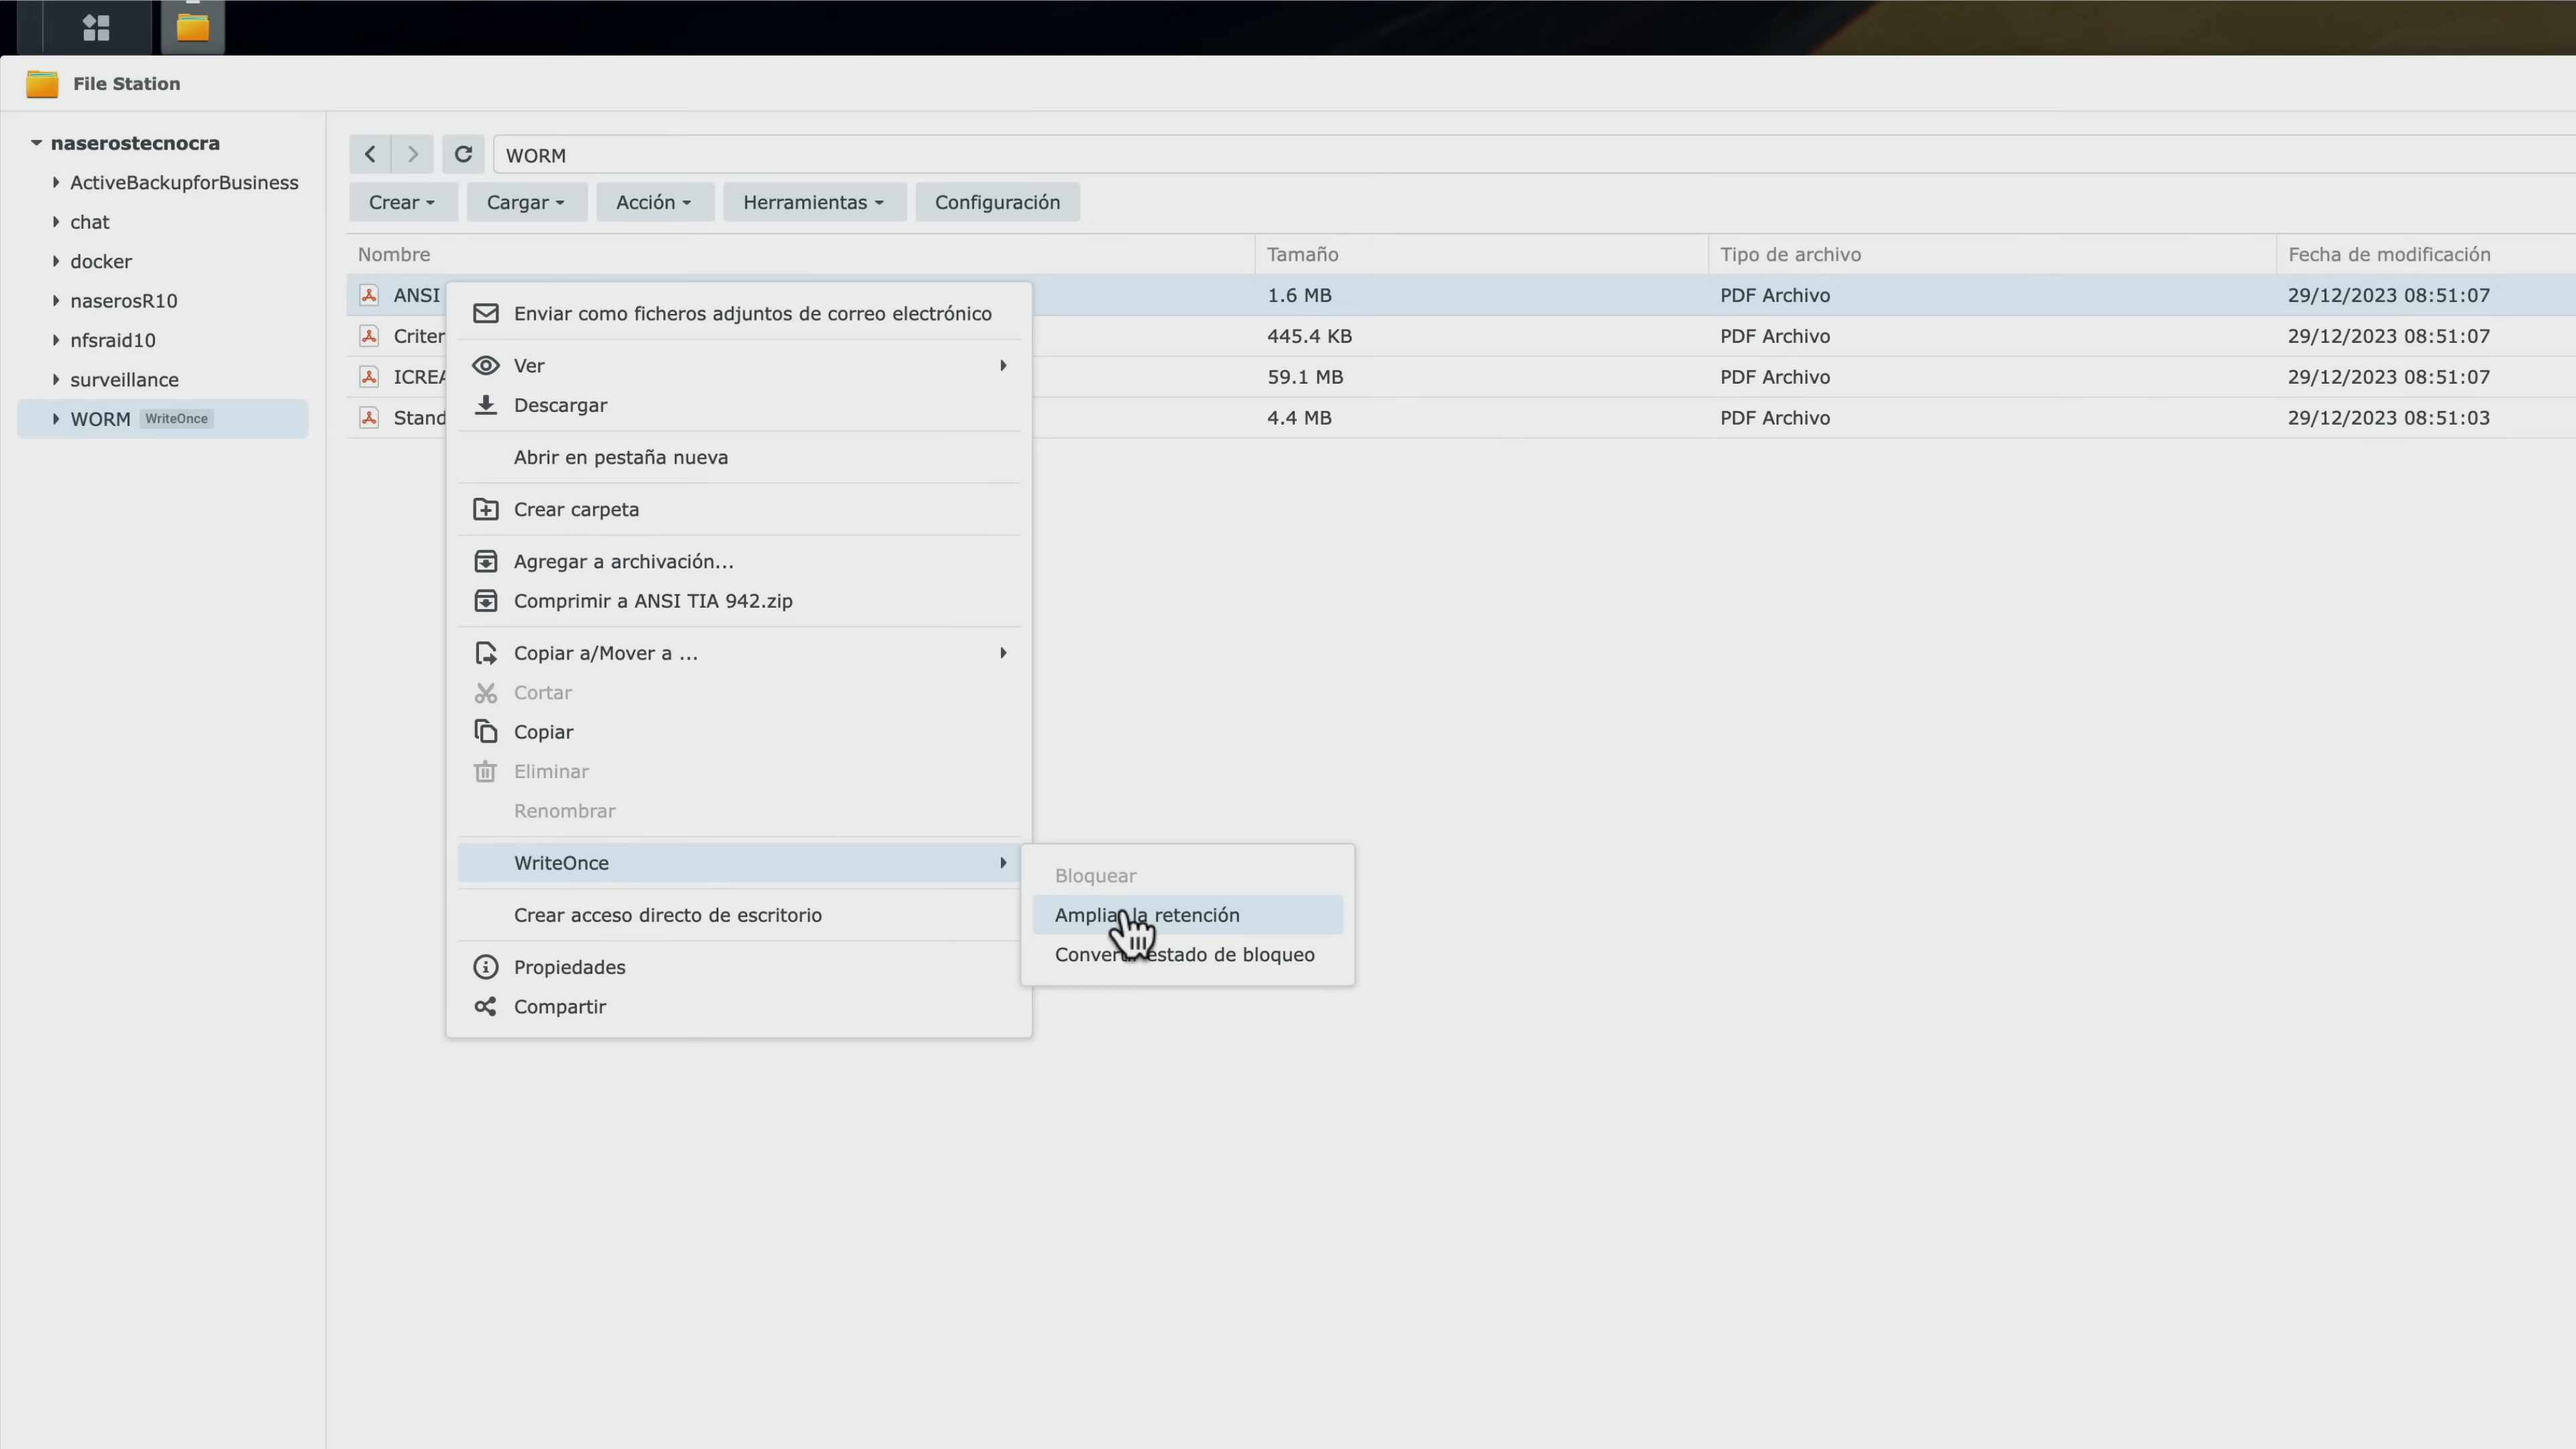 File Station
naserostecnocra
ActiveBackupforBusiness
chat
docker
naserosR10
nfsraid10
surveillance
WORM WriteOnce
WORM
Crear Cargar Acción Herramientas Configuración
Nombre Tamaño Tipo de archivo Fecha de modificación
ANSI 1.6 MB PDF Archivo 29/12/2023 08:51:07
445.4 KB PDF Archivo 29/12/2023 08:51:07
59.1 MB PDF Archivo 29/12/2023 08:51:07
4.4 MB PDF Archivo 29/12/2023 08:51:03
Enviar como ficheros adjuntos de correo electrónico
Ver
Descargar
Abrir en pestaña nueva
Crear carpeta
Agregar a archivación...
Comprimir a ANSI TIA 942.zip
Copiar a/Mover a ...
Cortar
Copiar
Eliminar
Renombrar
WriteOnce
Bloquear
la retención
estado de bloqueo
Crear acceso directo de escritorio
Propiedades
Compartir